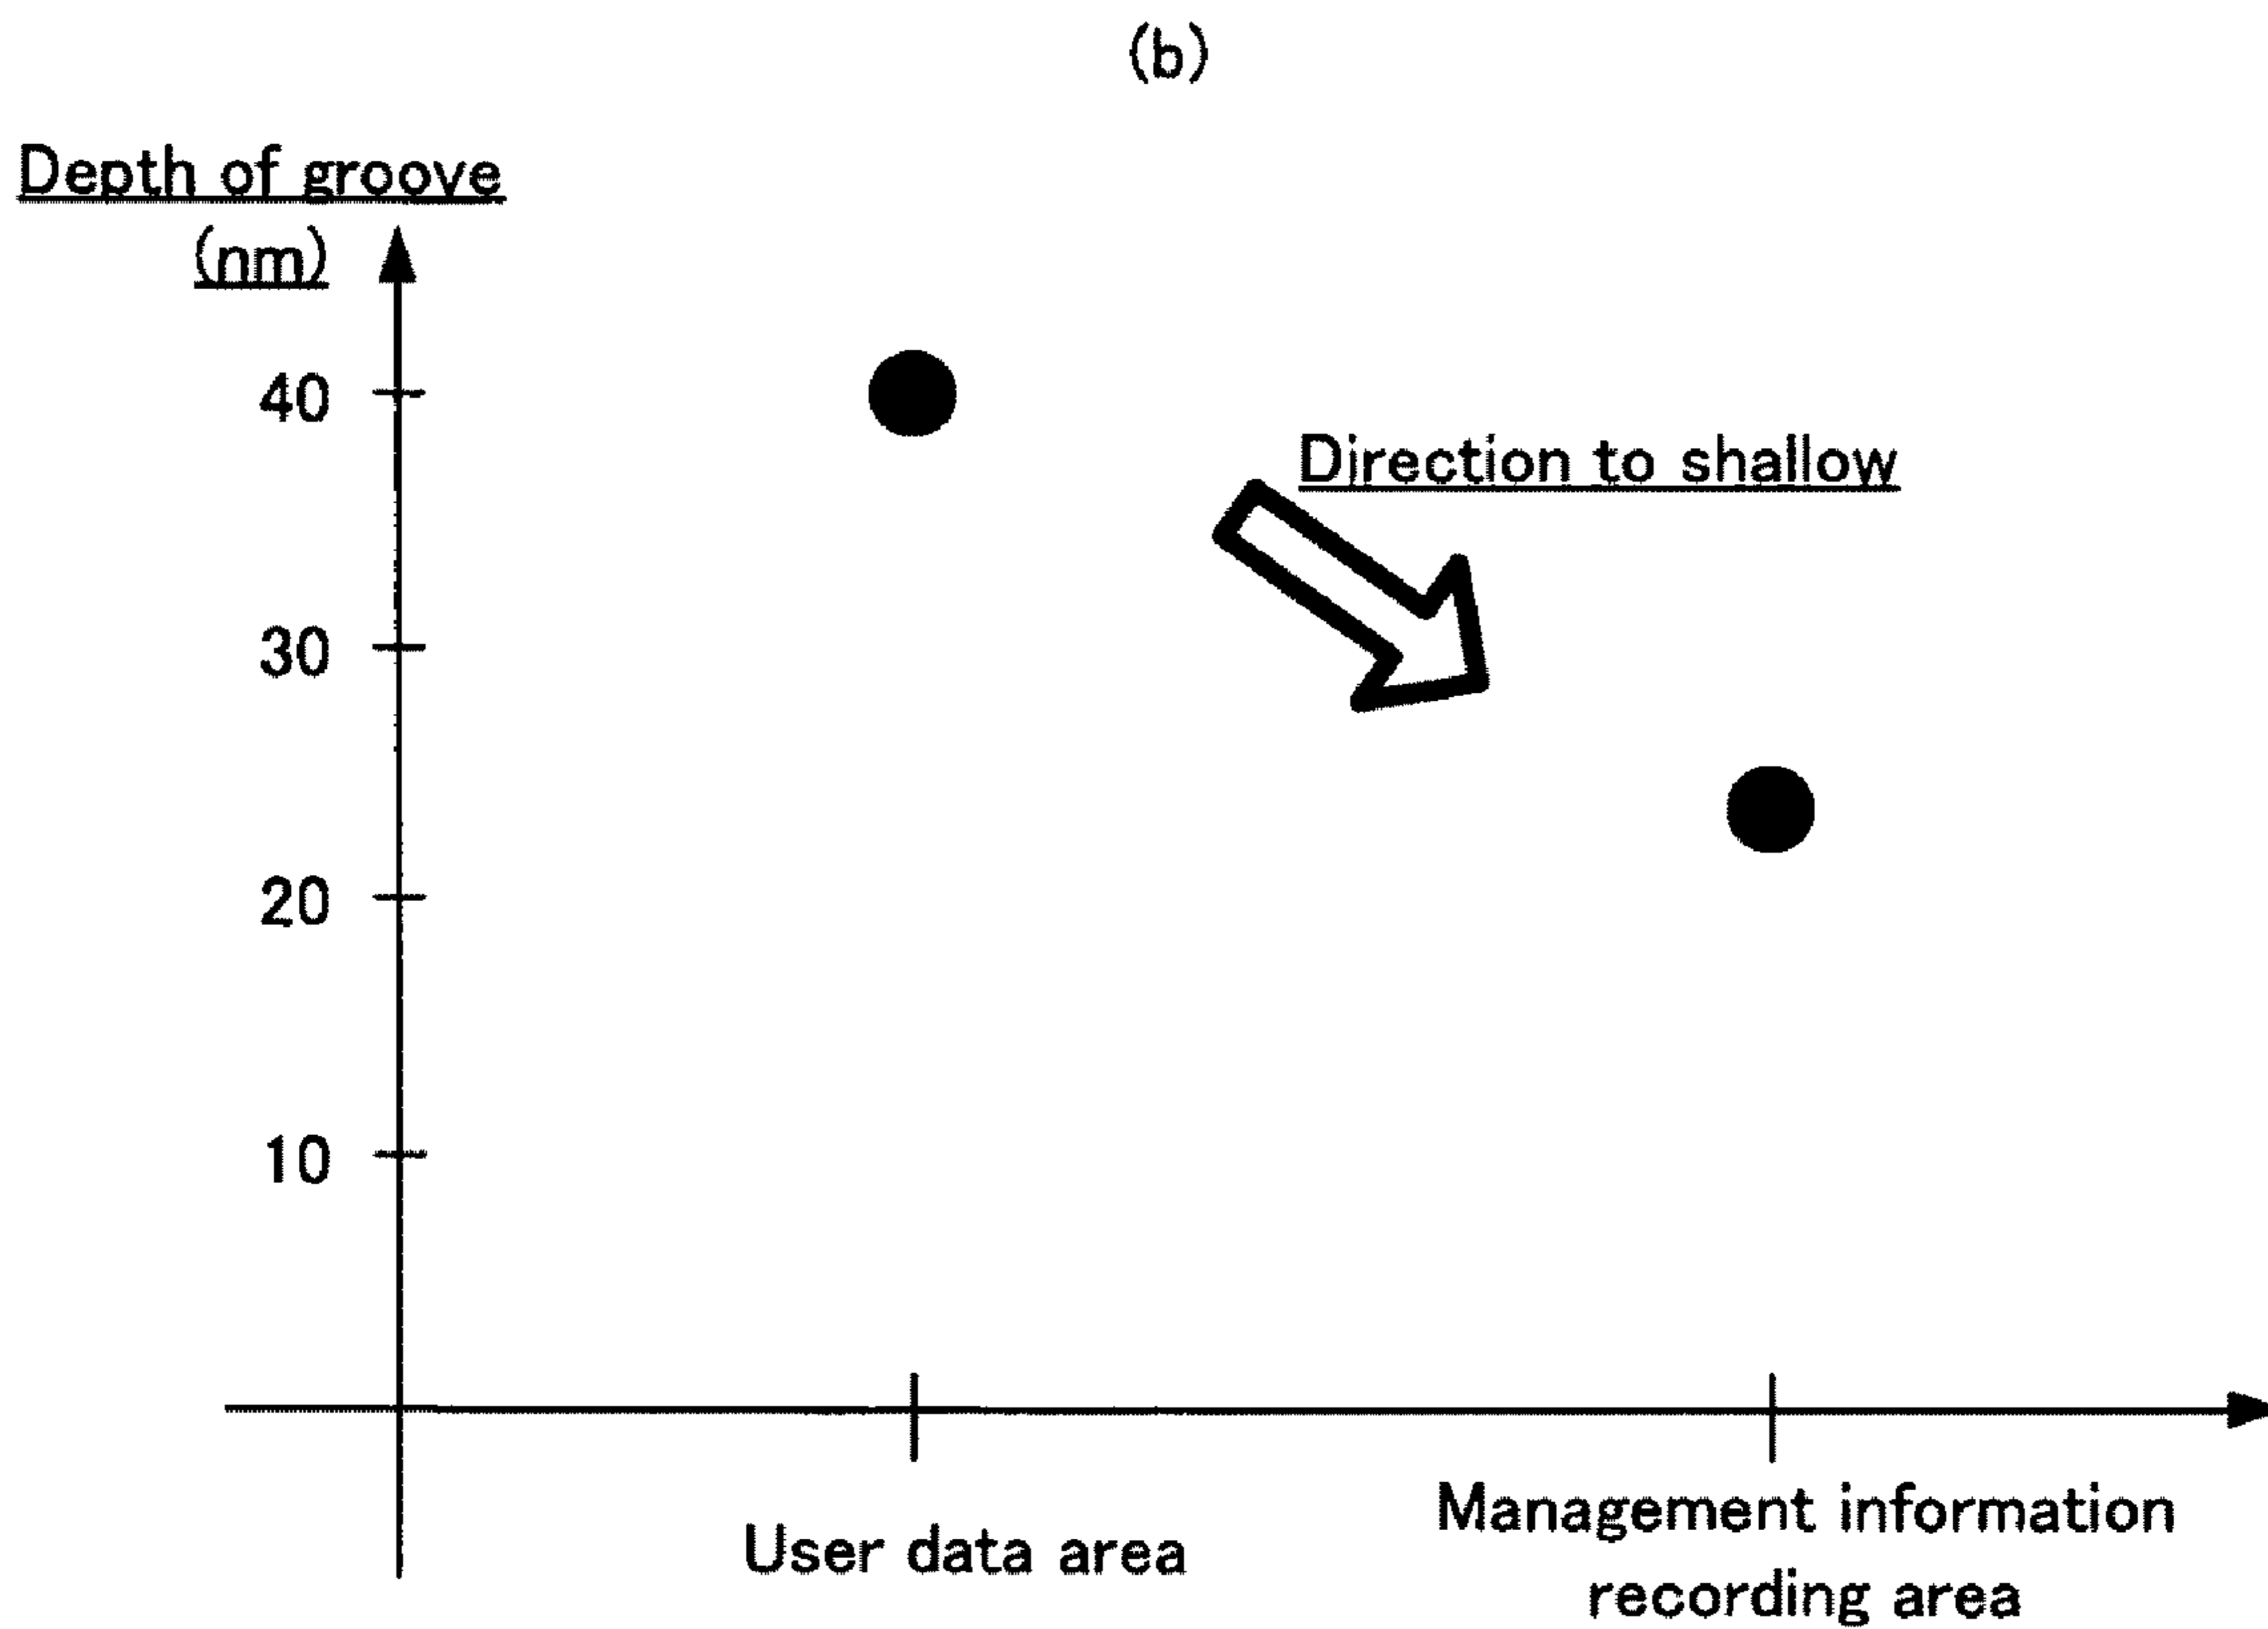 (b)
Depth of groove
(nm)
40
Direction to shallow
30
20
10
User data area
Management information
recording area